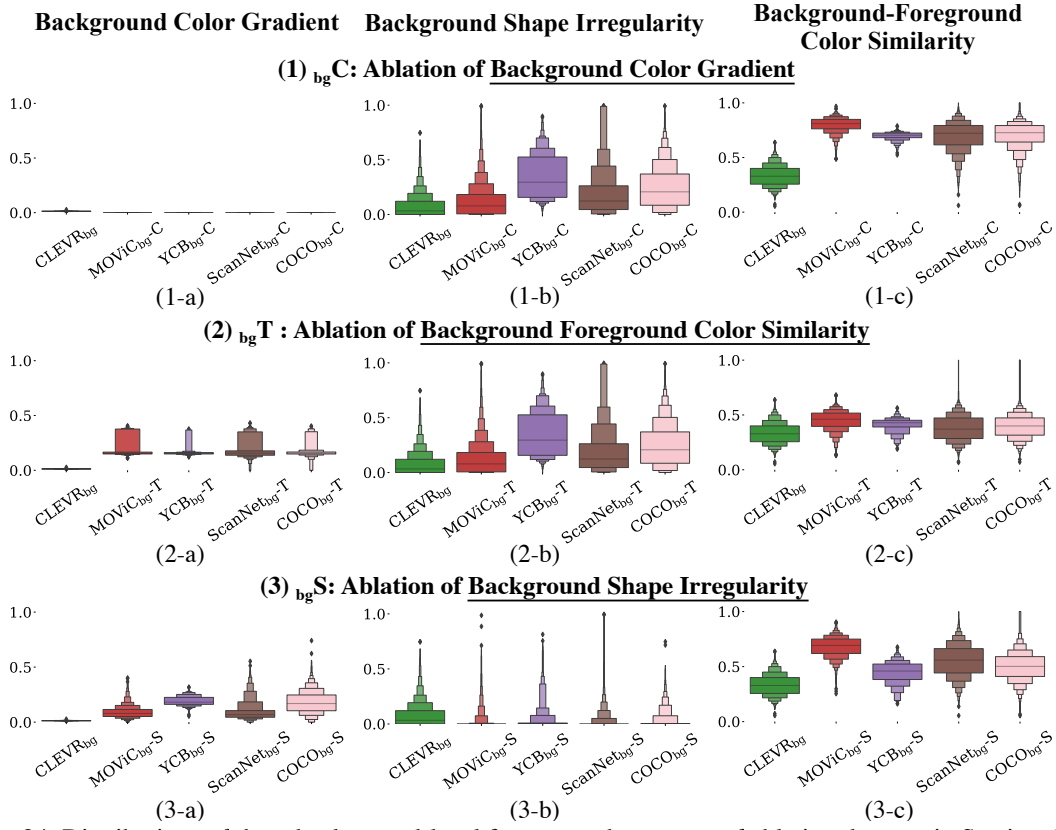 Background Color Gradient
Background Shape Irregularity
Background-Foreground
Color Similarity
(1) bgC: Ablation of Background Color Gradient
1.0
0.5
0.0
CLEVRbg
MOViCbg-C
YCBbg-C
ScanNetbg-C
COCObg-C
(1-a)
1.0
0.5
0.0
CLEVRbg
MOViCbg-C
YCBbg-C
ScanNetbg-C
COCObg-C
(1-b)
1.0
0.5
0.0
CLEVRbg
MOViCbg-C
YCBbg-C
ScanNetbg-C
COCObg-C
(1-c)
(2) bgT : Ablation of Background Foreground Color Similarity
1.0
0.5
0.0
CLEVRbg
MOViCbg-T
YCBbg-T
ScanNetbg-T
COCObg-T
(2-a)
1.0
0.5
0.0
CLEVRbg
MOViCbg-T
YCBbg-T
ScanNetbg-T
COCObg-T
(2-b)
1.0
0.5
0.0
CLEVRbg
MOViCbg-T
YCBbg-T
ScanNetbg-T
COCObg-T
(2-c)
(3) bgS: Ablation of Background Shape Irregularity
1.0
0.5
0.0
CLEVRbg
MOViCbg-S
YCBbg-S
ScanNetbg-S
COCObg-S
(3-a)
1.0
0.5
0.0
CLEVRbg
MOViCbg-S
YCBbg-S
ScanNetbg-S
COCObg-S
(3-b)
1.0
0.5
0.0
CLEVRbg
MOViCbg-S
YCBbg-S
ScanNetbg-S
COCObg-S
(3-c)